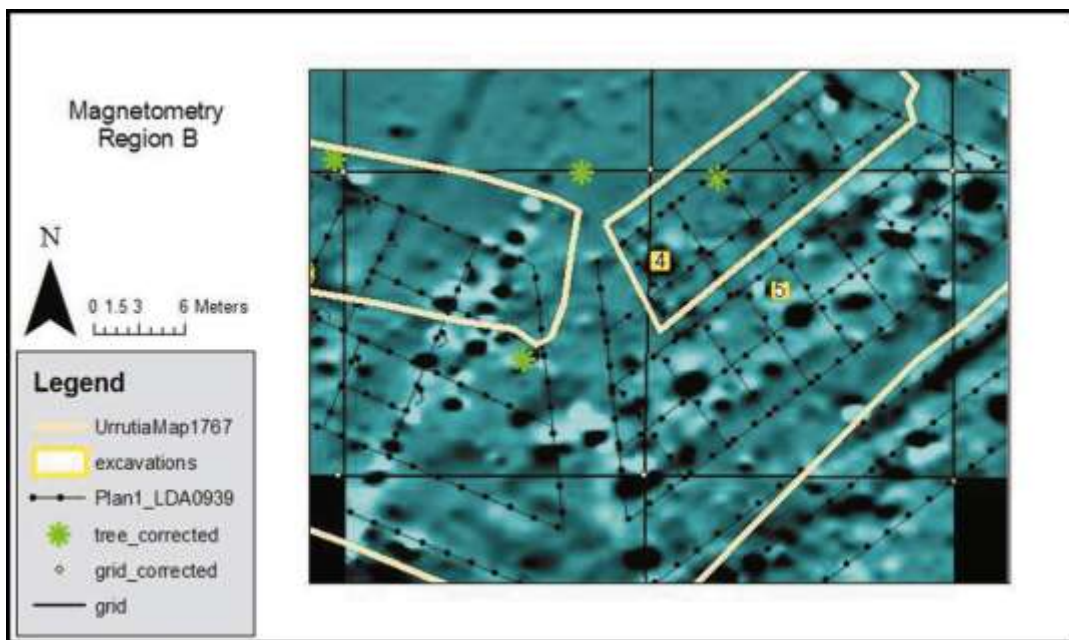 Magnetometry
Region B
N
0 1.5 3 6 Meters
Legend
UrrutiaMap1767
excavations
Plan1_LDA0939
tree_corrected
grid_corrected
grid
4
5